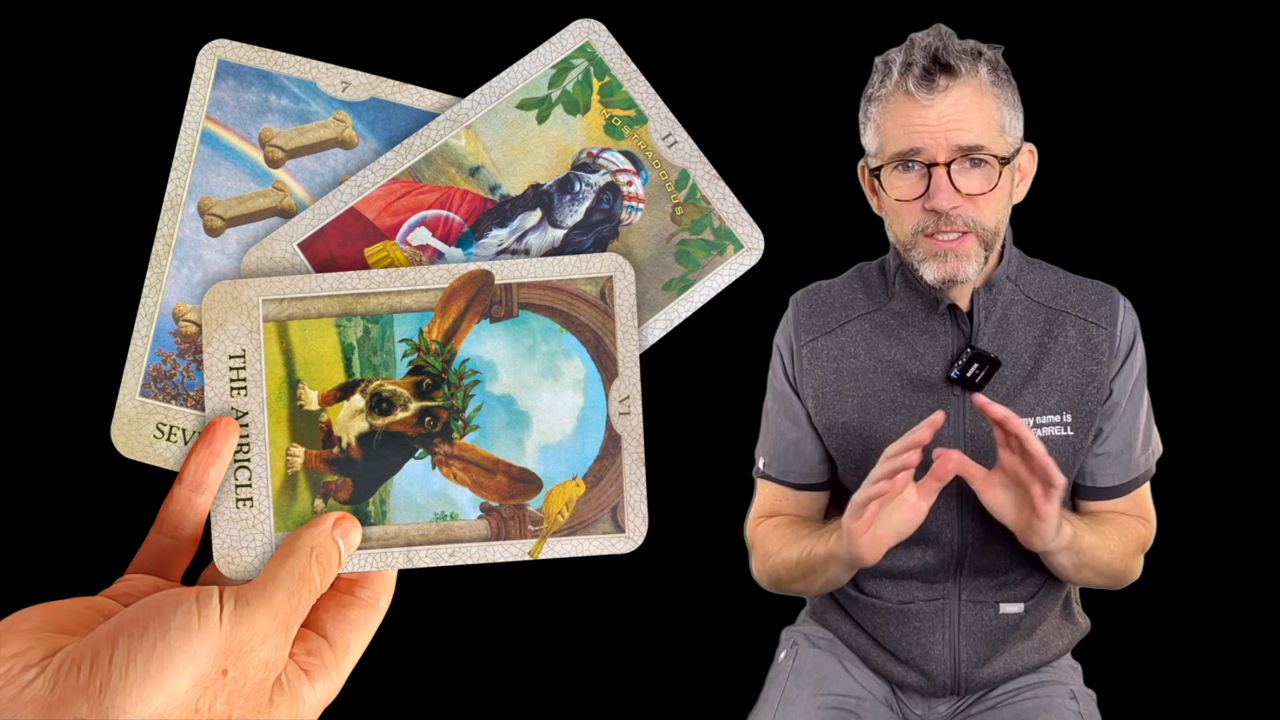 7
SEV
II
NOSTRADOGUS
VI
THE AURICLE
my name is
FARRELL